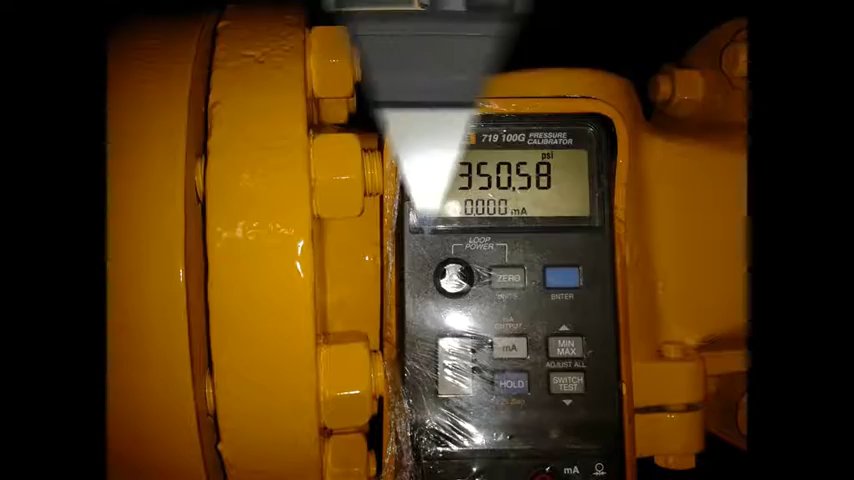 719 100G PRESSURE CALIBRATOR
psi
350.58
0.000 mA
LOOP POWER
ZERO
ENTER
mA
MIN MAX
ADJUST ALL
HOLD
SWITCH TEST
mA